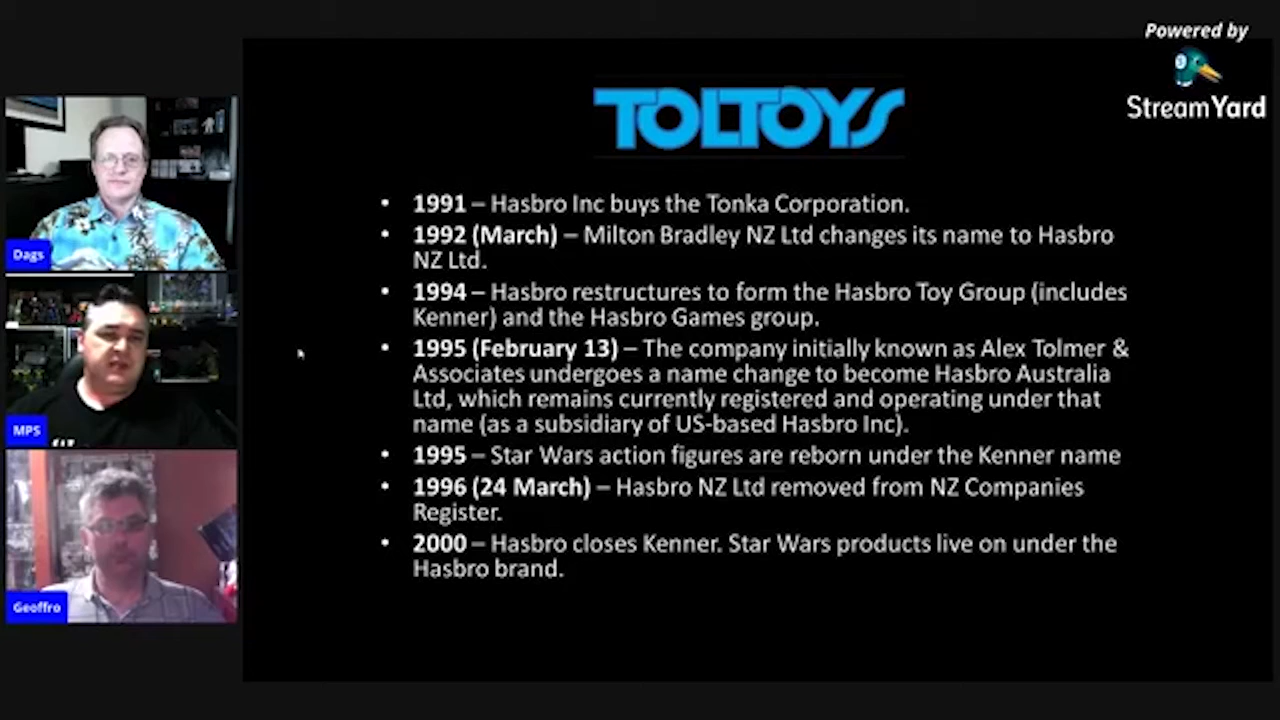 Powered by
StreamYard
TOLTOYS
• 1991 – Hasbro Inc buys the Tonka Corporation.
• 1992 (March) – Milton Bradley NZ Ltd changes its name to Hasbro
NZ Ltd.
• 1994 – Hasbro restructures to form the Hasbro Toy Group (includes
Kenner) and the Hasbro Games group.
• 1995 (February 13) – The company initially known as Alex Tolmer &
Associates undergoes a name change to become Hasbro Australia
Ltd, which remains currently registered and operating under that
name (as a subsidiary of US-based Hasbro Inc).
• 1995 – Star Wars action figures are reborn under the Kenner name
• 1996 (24 March) – Hasbro NZ Ltd removed from NZ Companies
Register.
• 2000 – Hasbro closes Kenner. Star Wars products live on under the
Hasbro brand.
Dags
MPS
Geoffro